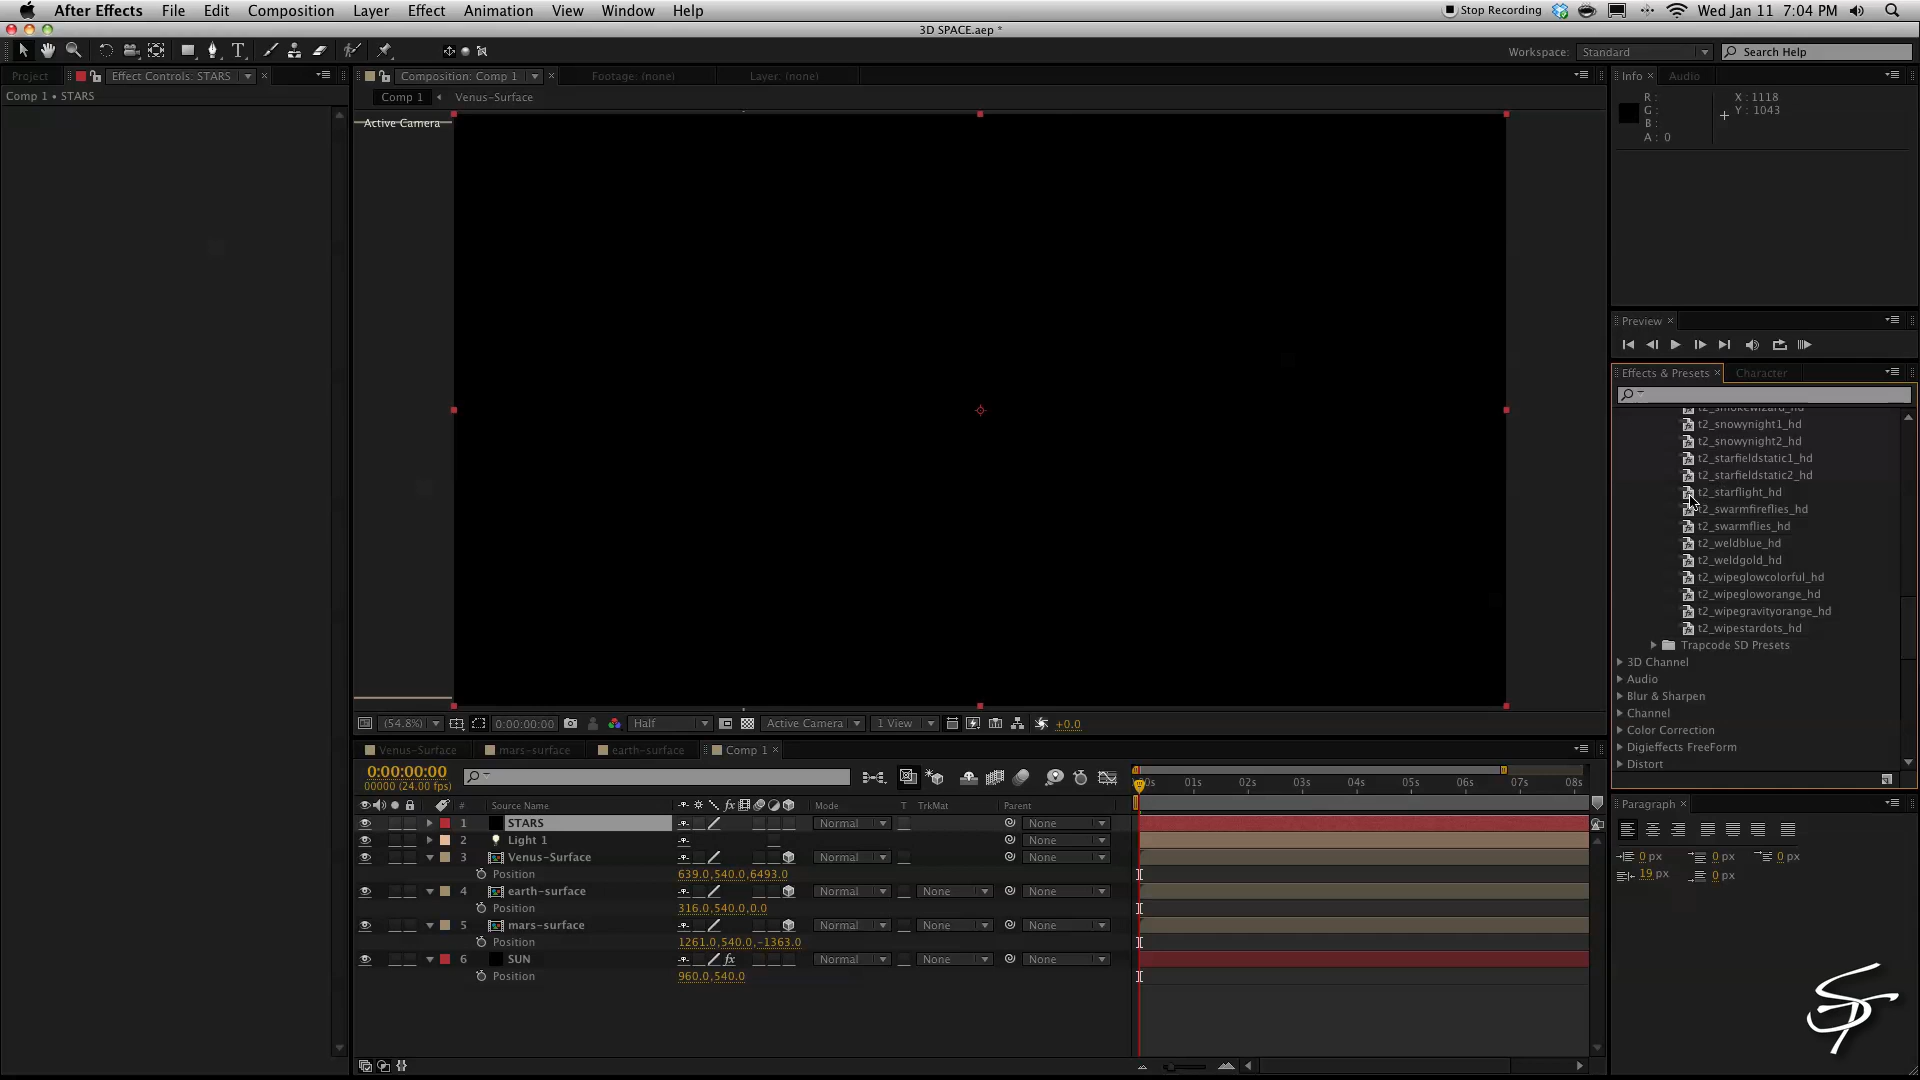 After Effects File Edit Composition Layer Effect Animation View Window Help Stop Recording Wed Jan 11 7:04 PM
3D SPACE.aep *
T Workspace: Standard Search Help
Project Effect Controls: STARS Composition: Comp 1 Footage: (none) Layer: (none) Info Audio
Comp 1 • STARS Comp 1 Venus-Surface
R : X : 1118
G : Y : 1043
B :
A : 0
Active Camera
Preview
Effects & Presets Character
t2_smokewizard_hd
t2_snowynight1_hd
t2_snowynight2_hd
t2_starfieldstatic1_hd
t2_starfieldstatic2_hd
t2_starflight_hd
t2_swarmfireflies_hd
t2_swarmflies_hd
t2_weldblue_hd
t2_weldgold_hd
t2_wipeglowcolorful_hd
t2_wipegloworange_hd
t2_wipegravityorange_hd
t2_wipestardots_hd
Trapcode SD Presets
3D Channel
Audio
Blur & Sharpen
Channel
Color Correction
Digieffects FreeForm
Distort
(54.8%) 0:00:00:00 Half Active Camera 1 View +0.0
Venus-Surface mars-surface earth-surface Comp 1
0:00:00:00
00000 (24.00 fps)
0s 01s 02s 03s 04s 05s 06s 07s 08s
# Source Name fx Mode T TrkMat Parent
1 STARS Normal None
2 Light 1 None
3 Venus-Surface Normal None
Position 639.0,540.0,6493.0
4 earth-surface Normal None None
Position 316.0,540.0,0.0
5 mars-surface Normal None None
Position 1261.0,540.0,-1363.0
6 SUN fx Normal None None
Position 960.0,540.0
Paragraph
0 px 0 px 0 px
19 px 0 px